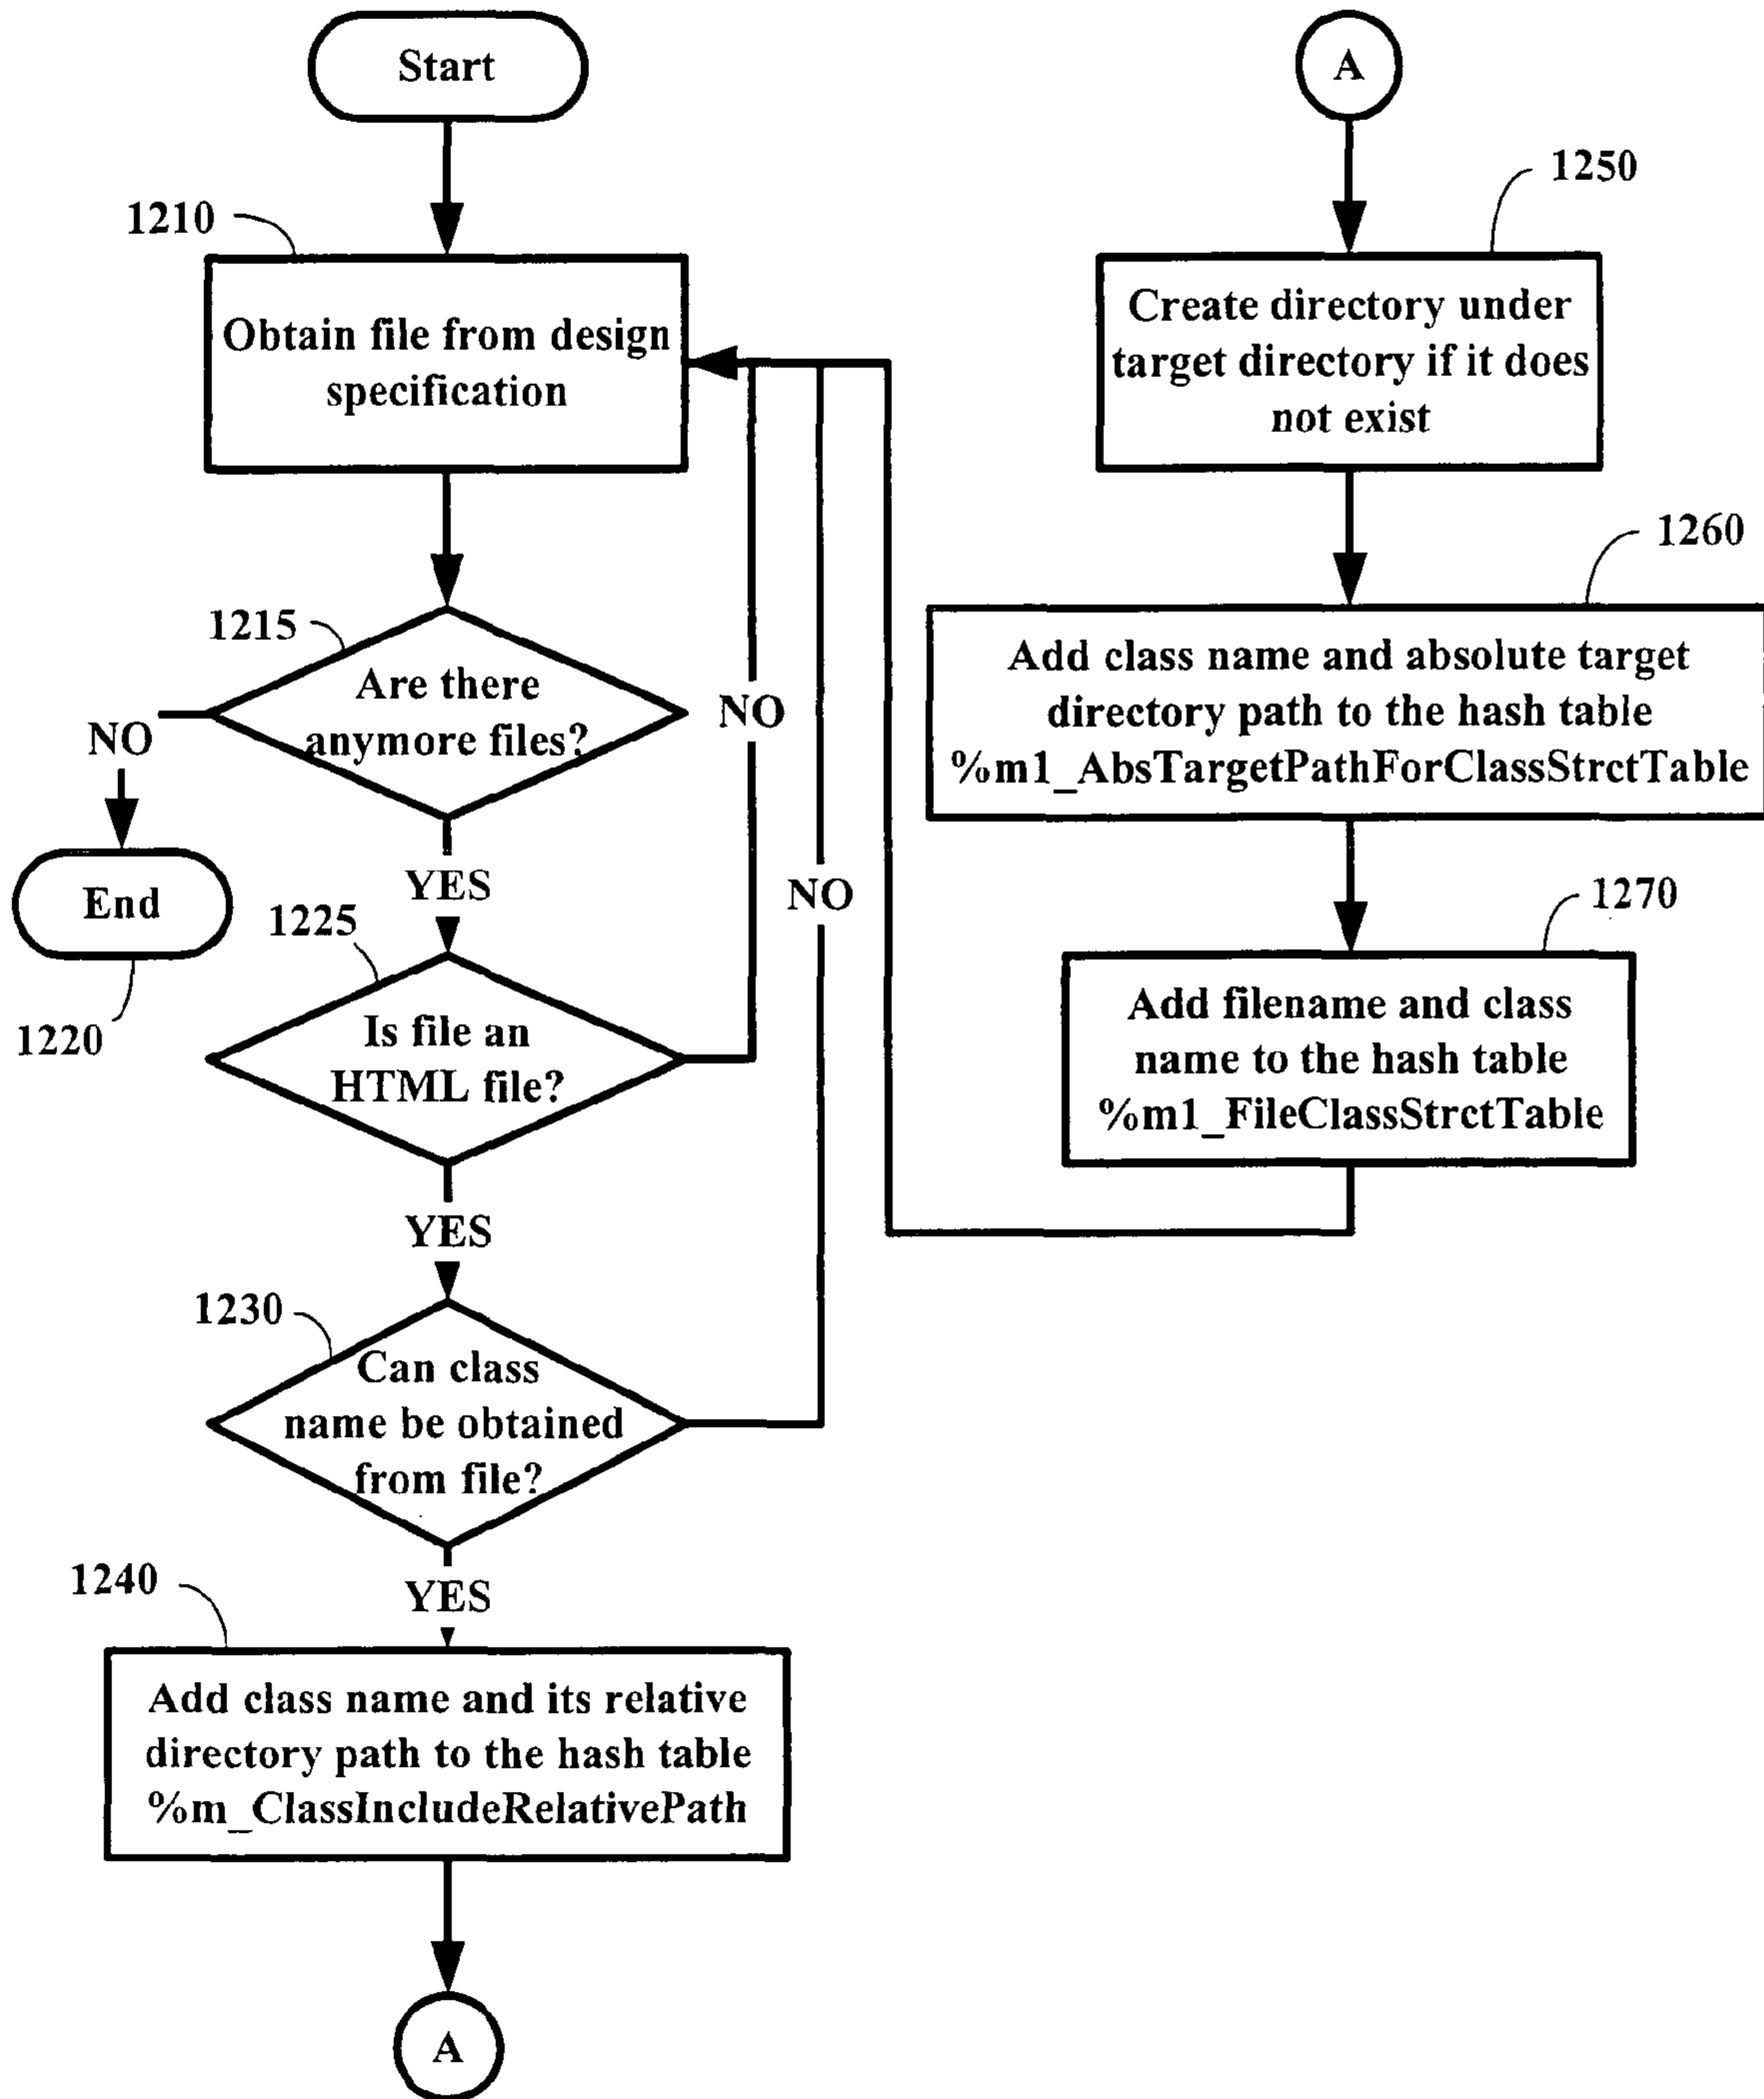 Start
1210
Obtain file from design
specification
1215
Are there
anymore files?
NO
End
1220
YES
1225
Is file an
HTML file?
NO
YES
1230
Can class
name be obtained
from file?
NO
YES
1240
Add class name and its relative
directory path to the hash table
%m_ClassIncludeRelativePath
A
A
1250
Create directory under
target directory if it does
not exist
1260
Add class name and absolute target
directory path to the hash table
%m1_AbsTargetPathForClassStrctTable
1270
Add filename and class
name to the hash table
%m1_FileClassStrctTable